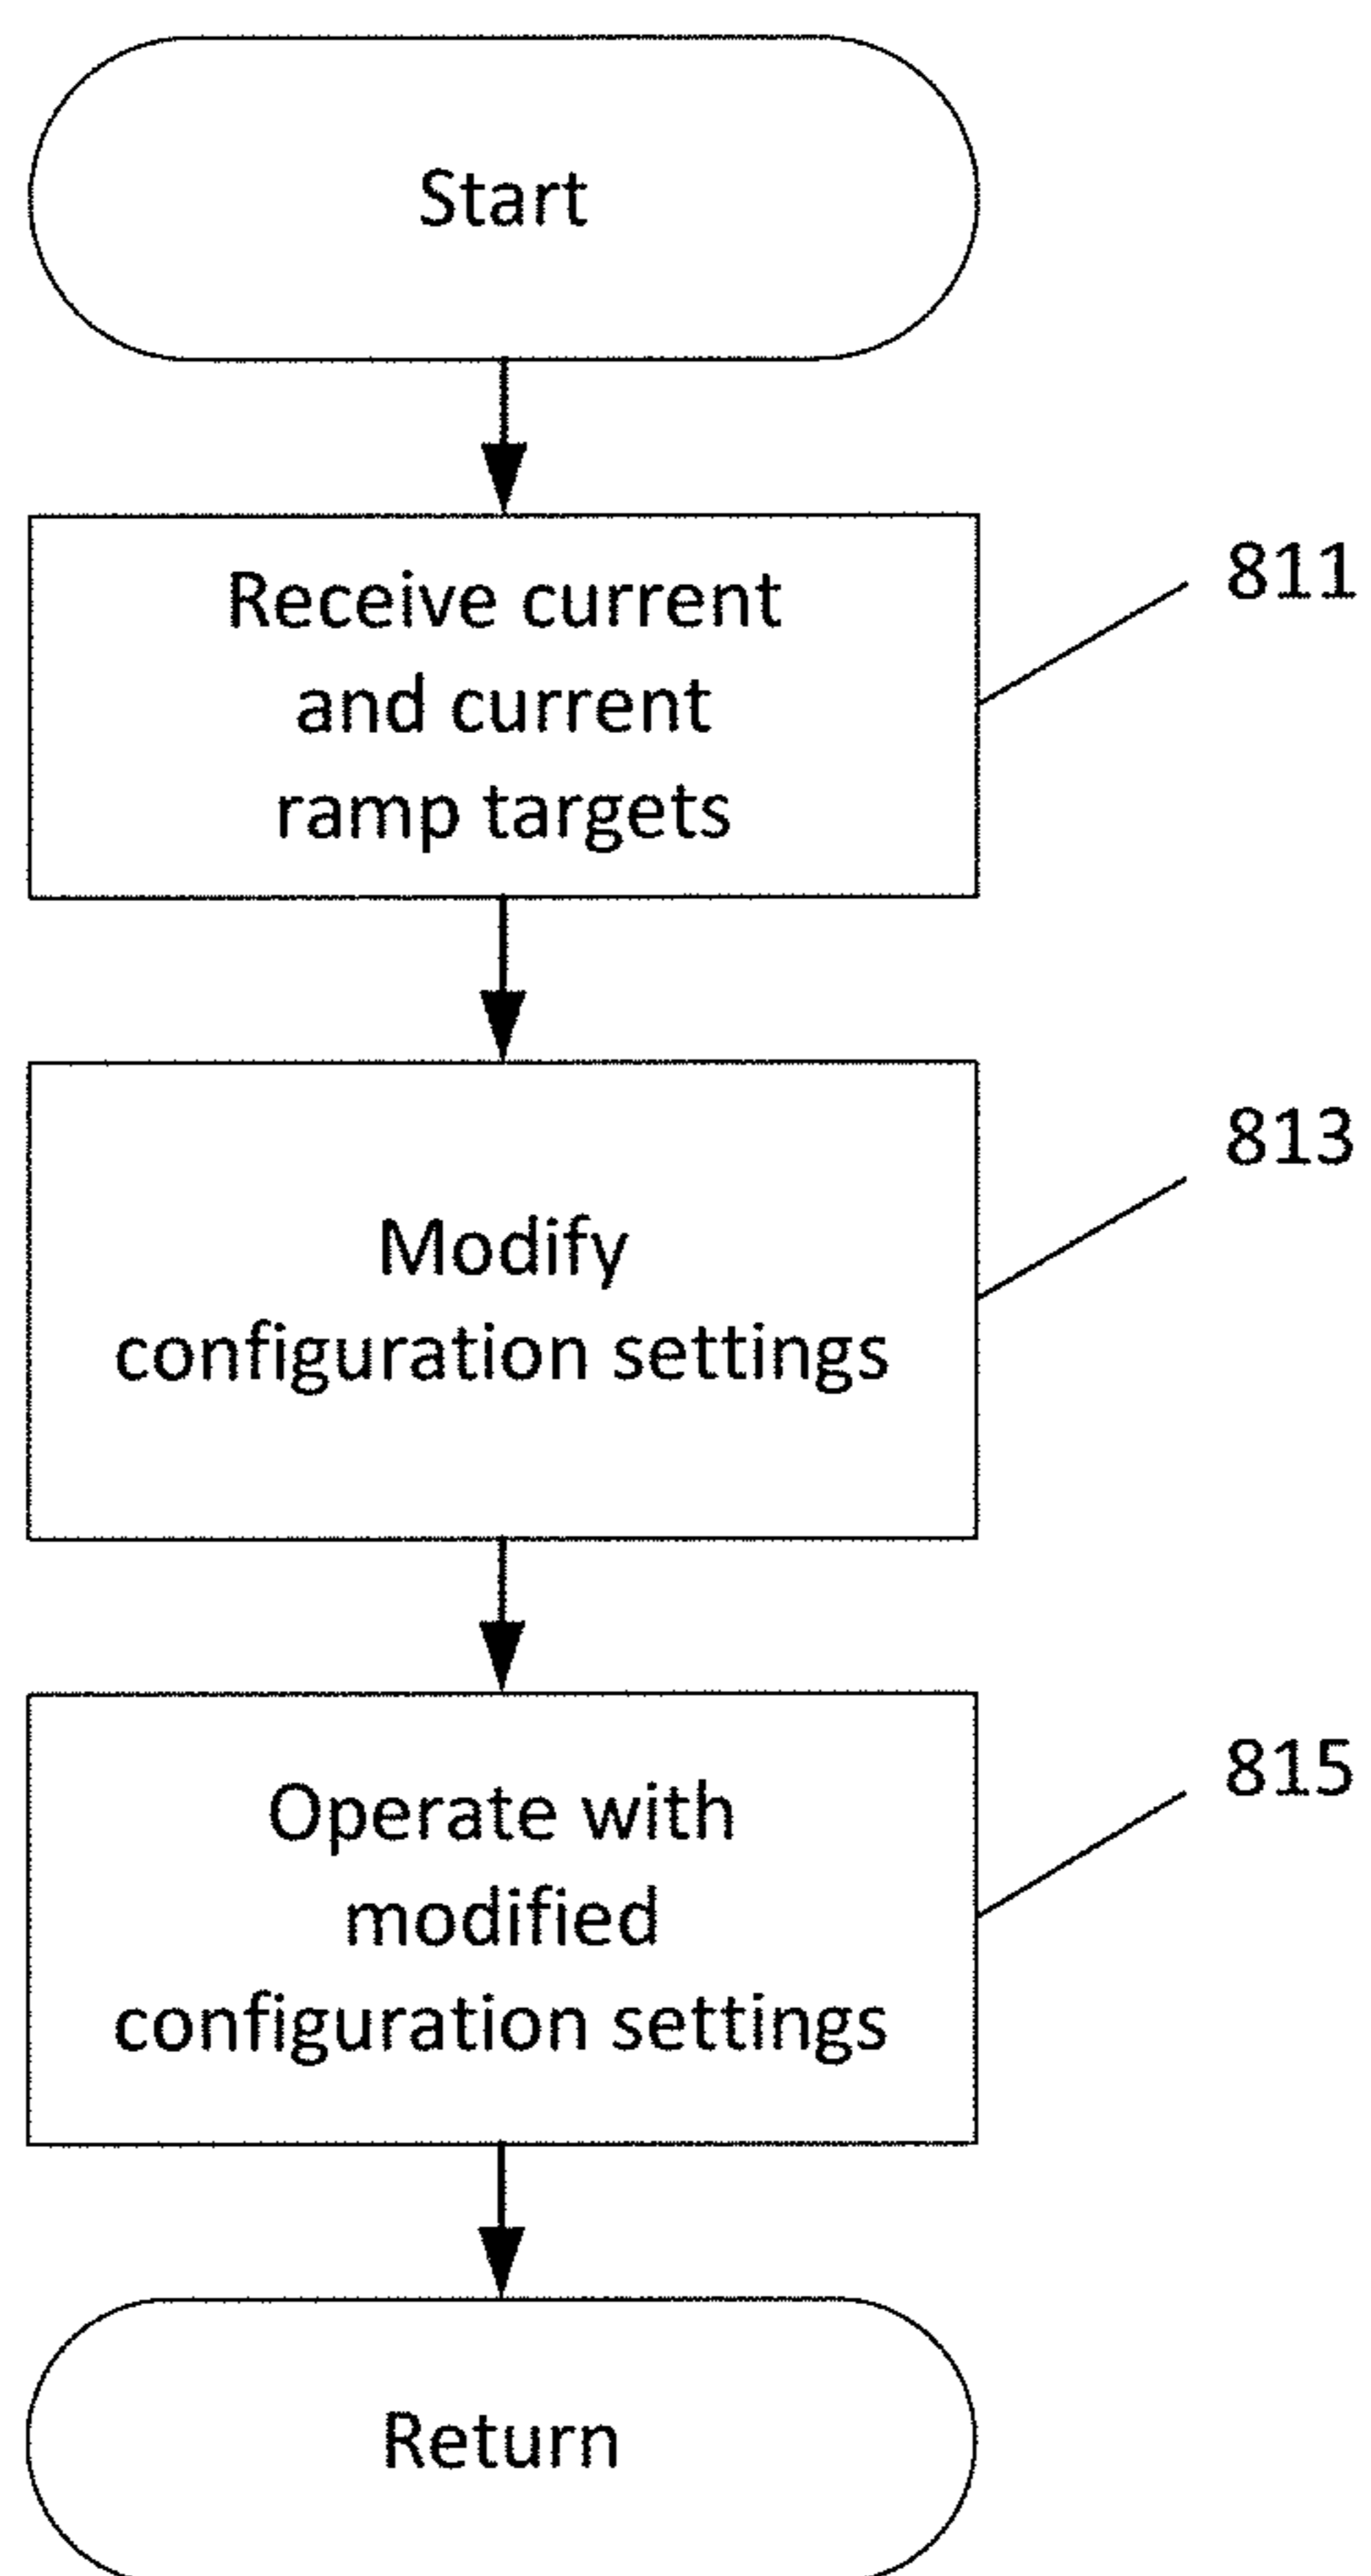 Start
Receive current
and current
ramp targets
811
Modify
configuration settings
813
Operate with
modified
configuration settings
815
Return